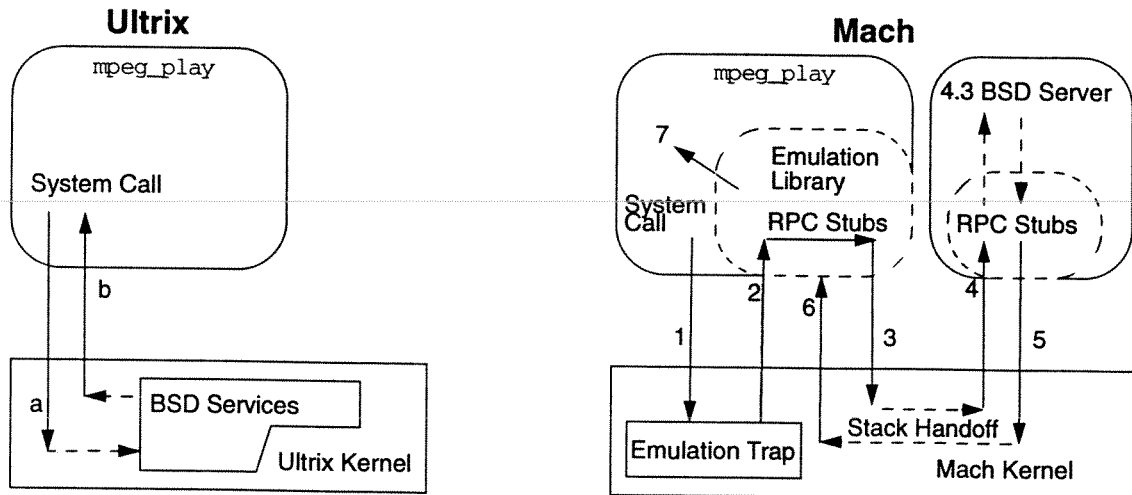 Ultrix
mpeg_play
System Call
b
a
BSD Services
Ultrix Kernel
Mach
mpeg_play
4.3 BSD Server
7
Emulation
Library
System
Call
RPC Stubs
RPC Stubs
2
6
4
1
3
5
Stack Handoff
Emulation Trap
Mach Kernel